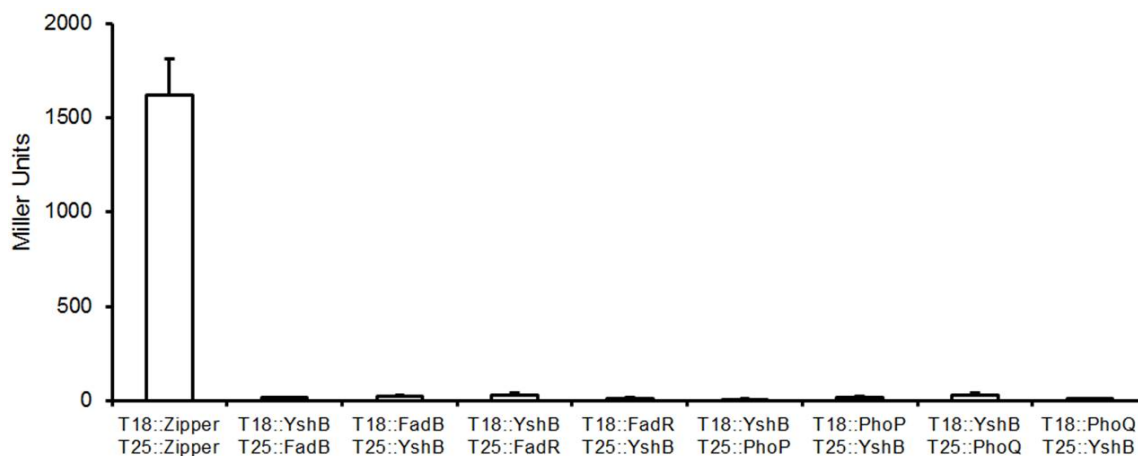 2000
1500
1000
500
0
Miller Units
T18::Zipper T18::YshB T18::FadB T18::YshB T18::FadR T18::YshB T18::PhoP T18::YshB T18::PhoQ
T25::Zipper T25::FadB T25::YshB T25::FadR T25::YshB T25::PhoP T25::YshB T25::PhoQ T25::YshB